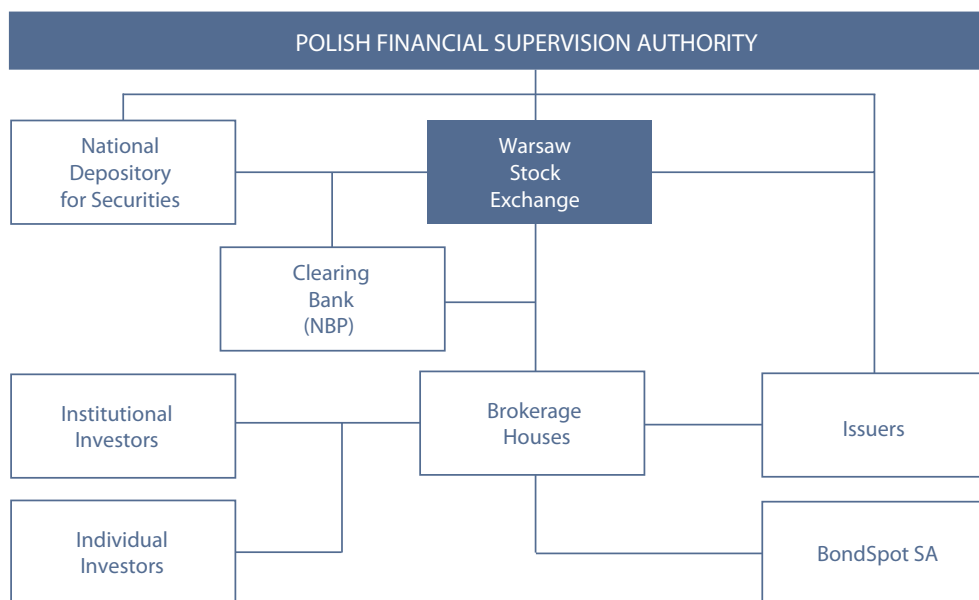 POLISH FINANCIAL SUPERVISION AUTHORITY
National
Depository
for Securities
Warsaw
Stock
Exchange
Clearing
Bank
(NBP)
Institutional
Investors
Brokerage
Houses
Issuers
Individual
Investors
BondSpot SA